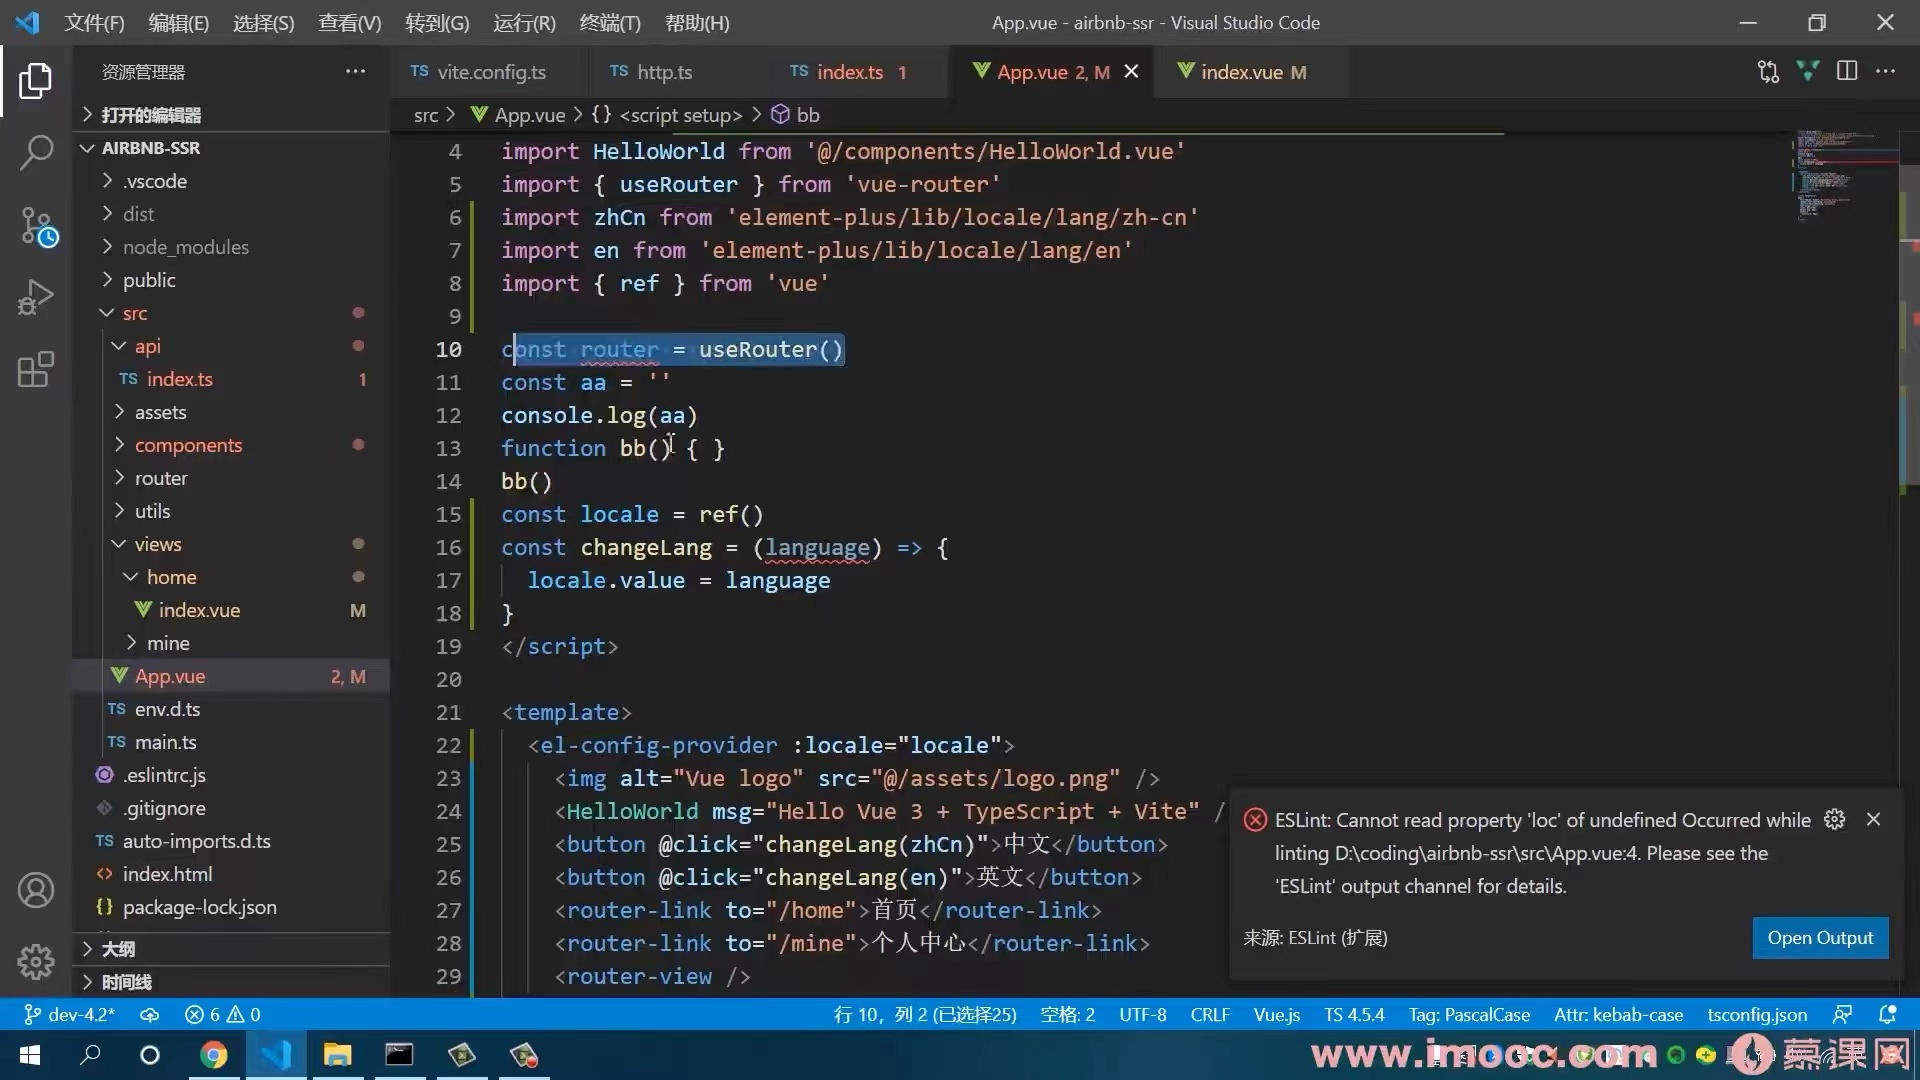 文件(F) 编辑(E) 选择(S) 查看(V) 转到(G) 运行(R) 终端(T) 帮助(H) App.vue - airbnb-ssr - Visual Studio Code
资源管理器
TS vite.config.ts TS http.ts TS index.ts 1 App.vue 2, M index.vue M
打开的编辑器
src > App.vue > {} <script setup> > bb
AIRBNB-SSR
.vscode
dist
node_modules
public
src
api
TS index.ts 1
assets
components
router
utils
views
home
index.vue M
mine
App.vue 2, M
TS env.d.ts
TS main.ts
.eslintrc.js
.gitignore
TS auto-imports.d.ts
<> index.html
{} package-lock.json
大纲
时间线
4 import HelloWorld from '@/components/HelloWorld.vue'
5 import { useRouter } from 'vue-router'
6 import zhCn from 'element-plus/lib/locale/lang/zh-cn'
7 import en from 'element-plus/lib/locale/lang/en'
8 import { ref } from 'vue'
9
10 const router = useRouter()
11 const aa = ''
12 console.log(aa)
13 function bb() { }
14 bb()
15 const locale = ref()
16 const changeLang = (language) => {
17 locale.value = language
18 }
19 </script>
20
21 <template>
22 <el-config-provider :locale="locale">
23 <img alt="Vue logo" src="@/assets/logo.png" />
24 <HelloWorld msg="Hello Vue 3 + TypeScript + Vite" /
25 <button @click="changeLang(zhCn)">中文</button>
26 <button @click="changeLang(en)">英文</button>
27 <router-link to="/home">首页</router-link>
28 <router-link to="/mine">个人中心</router-link>
29 <router-view />
ESLint: Cannot read property 'loc' of undefined Occurred while
linting D:\coding\airbnb-ssr\src\App.vue:4. Please see the
'ESLint' output channel for details.
来源: ESLint (扩展)
Open Output
dev-4.2* 6 0 行 10，列 2 (已选择25) 空格: 2 UTF-8 CRLF Vue.js TS 4.5.4 Tag: PascalCase Attr: kebab-case tsconfig.json
www.imooc.com 慕课网